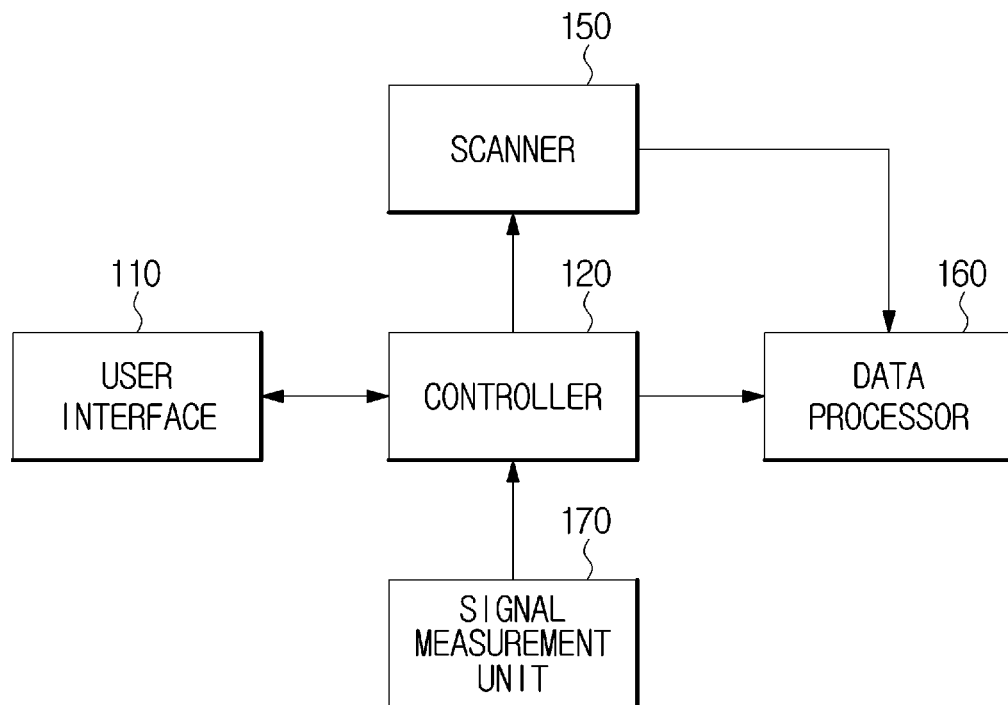 150
SCANNER
110
120
160
USER
INTERFACE
CONTROLLER
DATA
PROCESSOR
170
SIGNAL
MEASUREMENT
UNIT